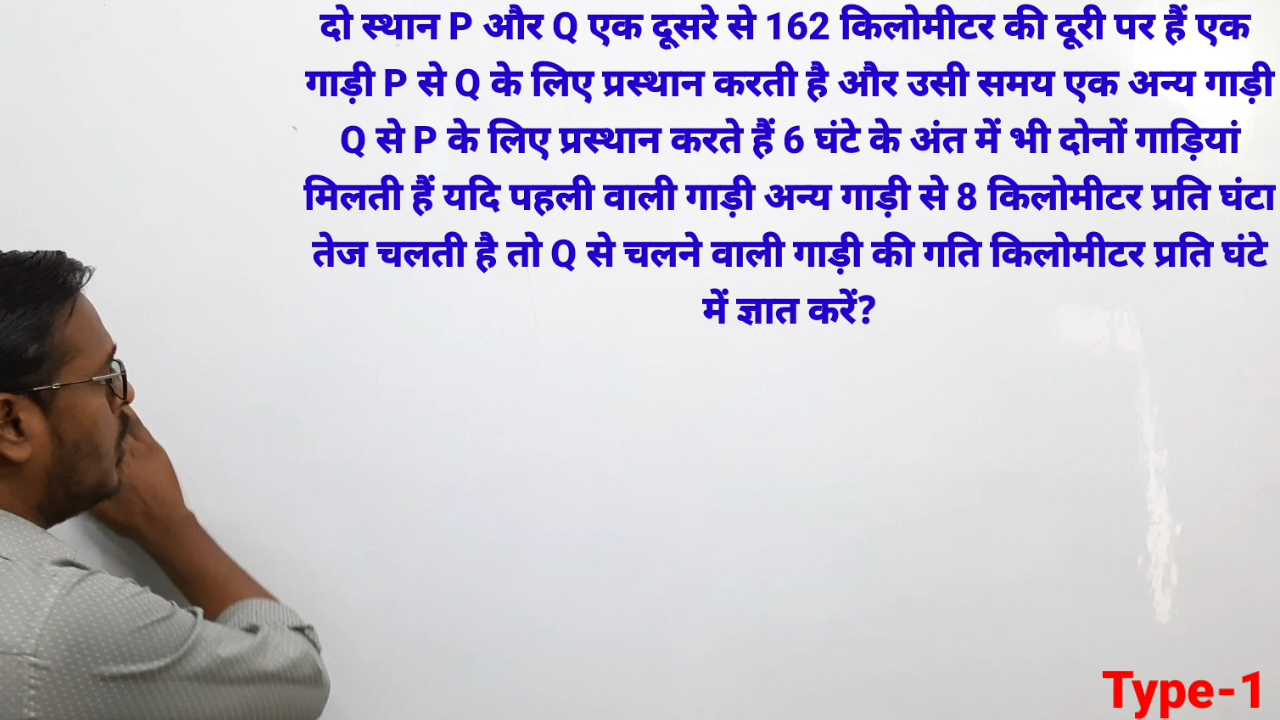 दो स्थान P और Q एक दूसरे से 162 किलोमीटर की दूरी पर हैं एक
गाड़ी P से Q के लिए प्रस्थान करती है और उसी समय एक अन्य गाड़ी
Q से P के लिए प्रस्थान करते हैं 6 घंटे के अंत में भी दोनों गाड़ियां
मिलती हैं यदि पहली वाली गाड़ी अन्य गाड़ी से 8 किलोमीटर प्रति घंटा
तेज चलती है तो Q से चलने वाली गाड़ी की गति किलोमीटर प्रति घंटे
में ज्ञात करें?
Type-1